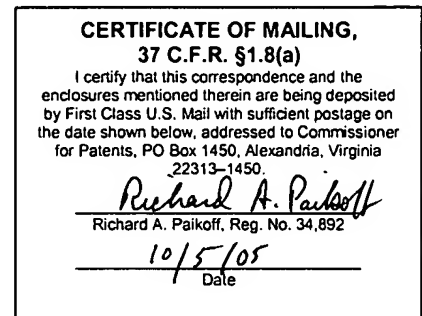 CERTIFICATE OF MAILING,
37 C.F.R. §1.8(a)
I certify that this correspondence and the
enclosures mentioned therein are being deposited
by First Class U.S. Mail with sufficient postage on
the date shown below, addressed to Commissioner
for Patents, PO Box 1450, Alexandria, Virginia
22313-1450.
Richard A. Paikoff
Richard A. Paikoff, Reg. No. 34,892
10/5/05
Date